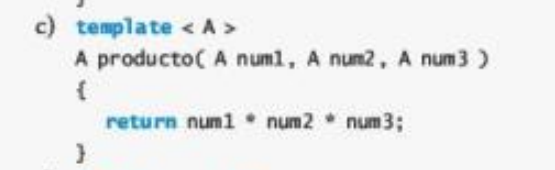 c) template < A >
A producto( A num1, A num2, A num3 )
{
return num1 * num2 * num3;
}